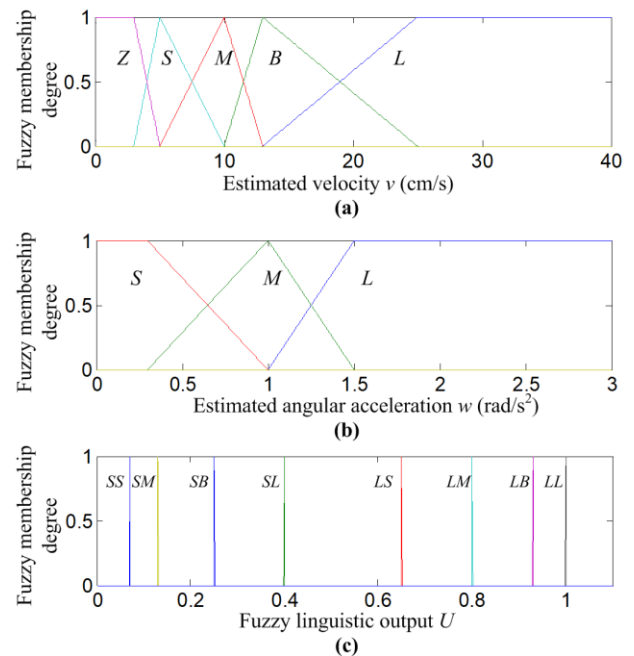 Fuzzy membership
degree
1
0.5
0
Z S M B L
0 10 20 30 40
Estimated velocity v (cm/s)
(a)
Fuzzy membership
degree
1
0.5
0
S M L
0 0.5 1 1.5 2 2.5 3
Estimated angular acceleration w (rad/s²)
(b)
Fuzzy membership
degree
1
0.5
0
SS SM SB SL LS LM LB LL
0 0.2 0.4 0.6 0.8 1
Fuzzy linguistic output U
(c)